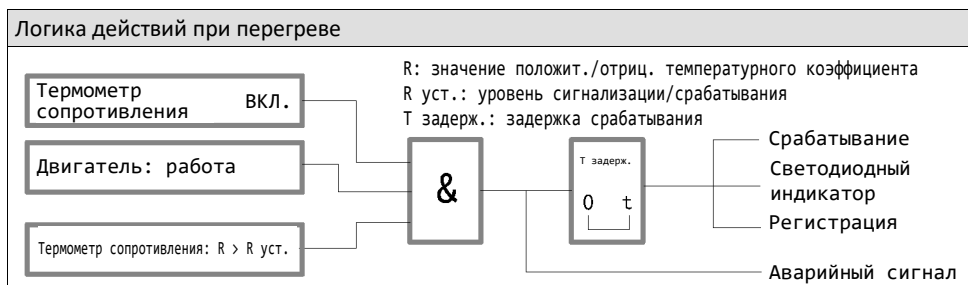 Логика действий при перегреве
R: значение положит./отриц. температурного коэффициента
R уст.: уровень сигнализации/срабатывания
T задерж.: задержка срабатывания
Термометр
сопротивления ВКЛ.
Двигатель: работа
Термометр сопротивления: R > R уст.
&
T задерж.
0 t
Срабатывание
Светодиодный
индикатор
Регистрация
Аварийный сигнал